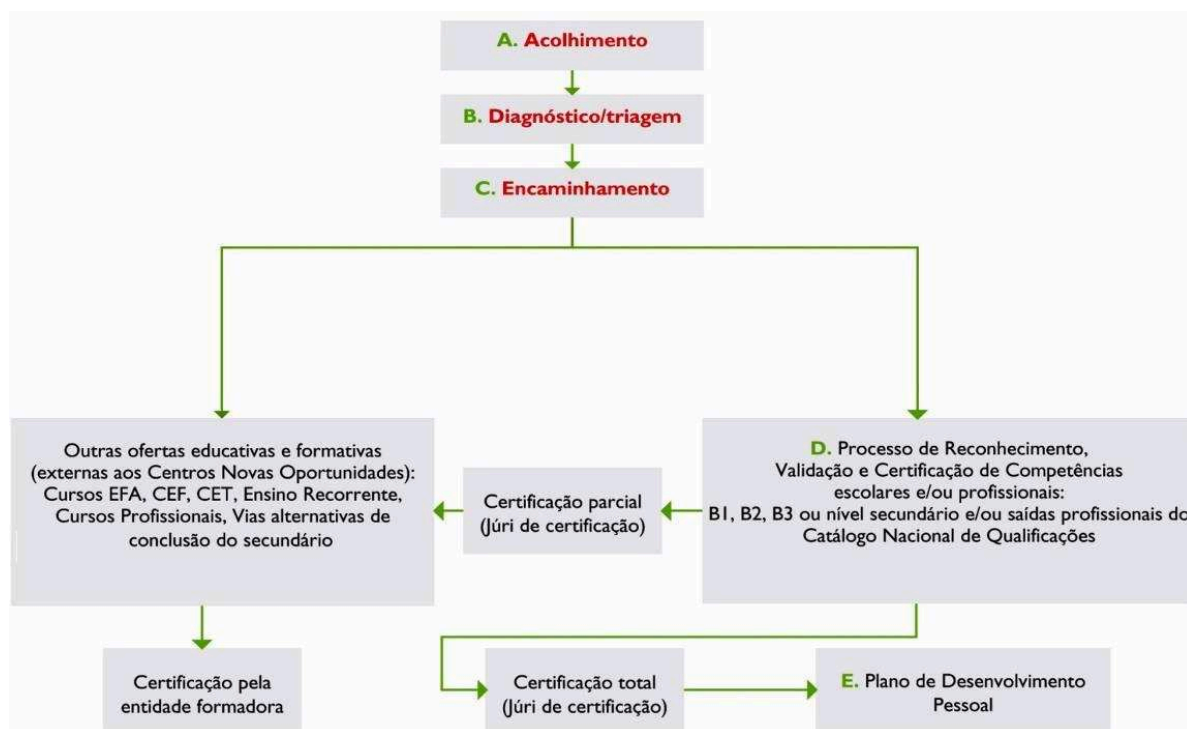 A. Acolhimento
B. Diagnóstico/triagem
C. Encaminhamento
Outras ofertas educativas e formativas
(externas aos Centros Novas Oportunidades):
Cursos EFA, CEF, CET, Ensino Recorrente,
Cursos Profissionais, Vias alternativas de
conclusão do secundário
Certificação parcial
(Júri de certificação)
D. Processo de Reconhecimento,
Validação e Certificação de Competências
escolares e/ou profissionais:
B1, B2, B3 ou nível secundário e/ou saídas profissionais do
Catálogo Nacional de Qualificações
Certificação pela
entidade formadora
Certificação total
(Júri de certificação)
E. Plano de Desenvolvimento
Pessoal